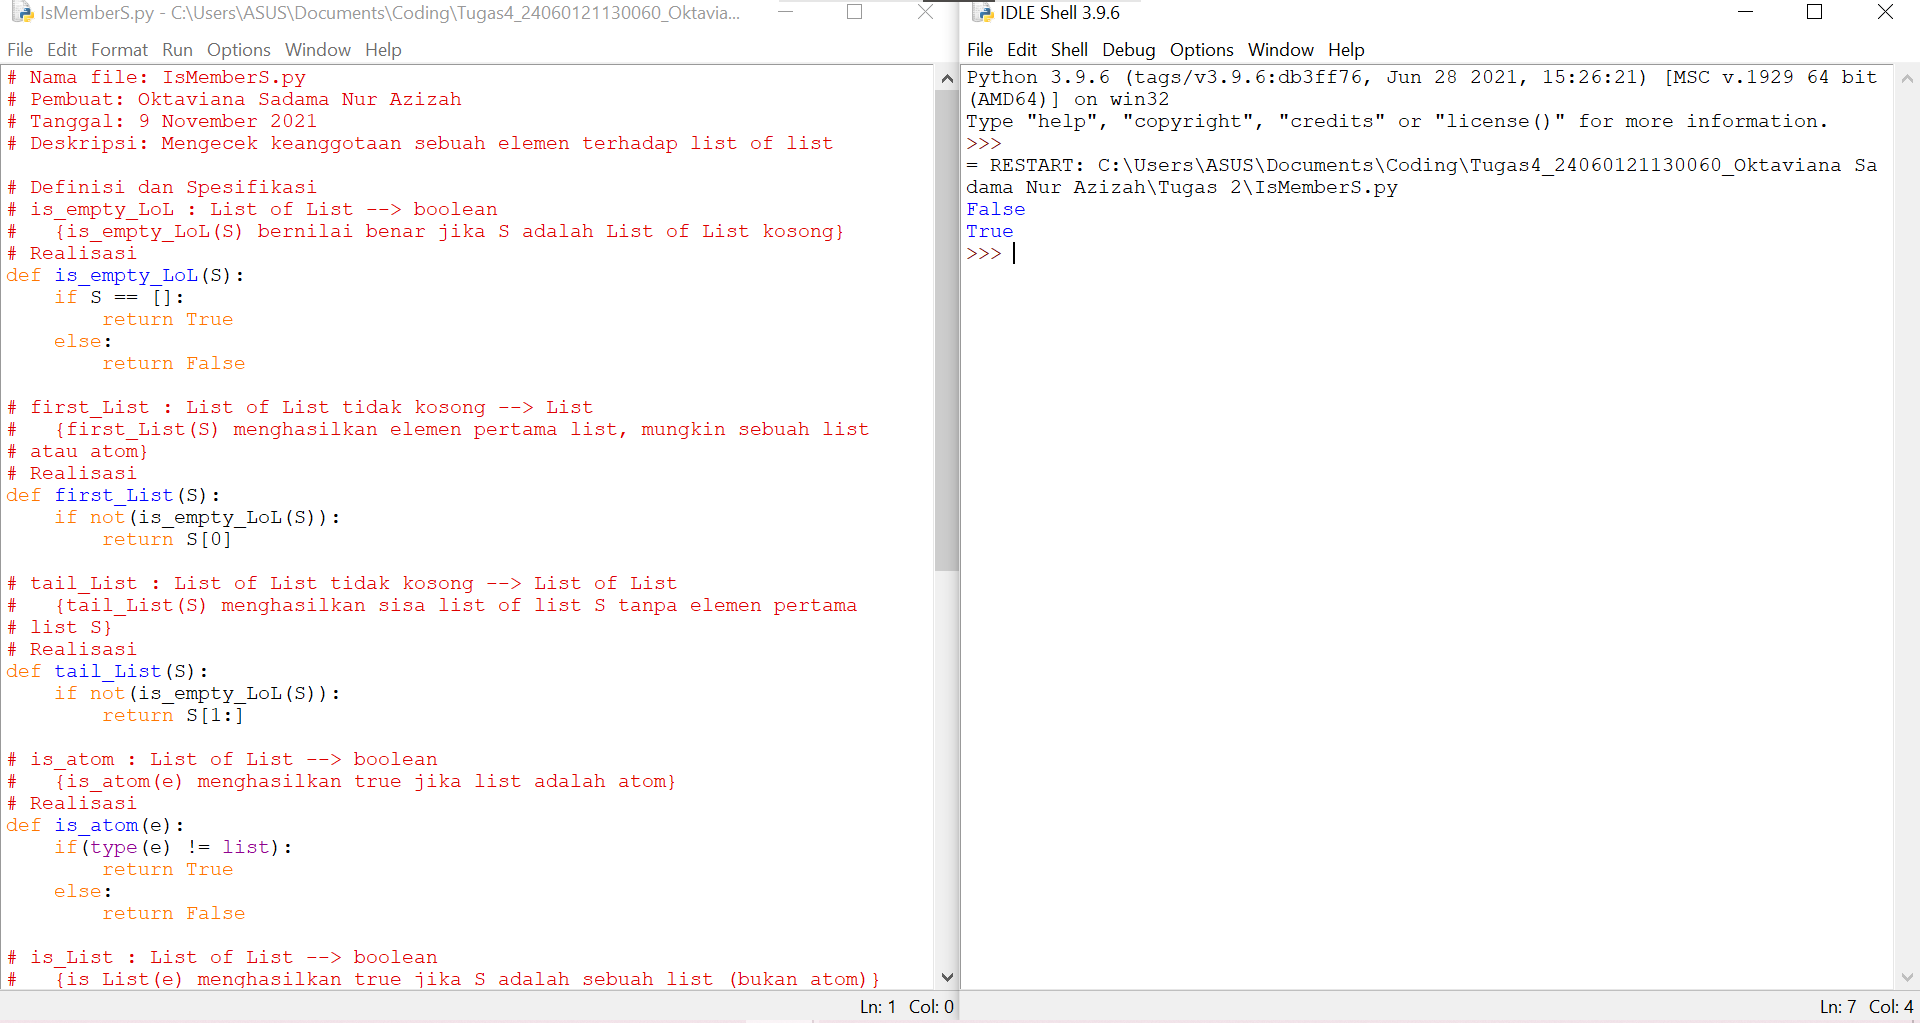 IsMemberS.py - C:\Users\ASUS\Documents\Coding\Tugas4_24060121130060_Oktavia...
File Edit Format Run Options Window Help
# Nama file: IsMemberS.py
# Pembuat: Oktaviana Sadama Nur Azizah
# Tanggal: 9 November 2021
# Deskripsi: Mengecek keanggotaan sebuah elemen terhadap list of list

# Definisi dan Spesifikasi
# is_empty_LoL : List of List --> boolean
#   {is_empty_LoL(S) bernilai benar jika S adalah List of List kosong}
# Realisasi
def is_empty_LoL(S):
    if S == []:
        return True
    else:
        return False

# first_List : List of List tidak kosong --> List
#   {first_List(S) menghasilkan elemen pertama list, mungkin sebuah list
# atau atom}
# Realisasi
def first_List(S):
    if not(is_empty_LoL(S)):
        return S[0]

# tail_List : List of List tidak kosong --> List of List
#   {tail_List(S) menghasilkan sisa list of list S tanpa elemen pertama
# list S}
# Realisasi
def tail_List(S):
    if not(is_empty_LoL(S)):
        return S[1:]

# is_atom : List of List --> boolean
#   {is_atom(e) menghasilkan true jika list adalah atom}
# Realisasi
def is_atom(e):
    if(type(e) != list):
        return True
    else:
        return False

# is_List : List of List --> boolean
#   {is_List(e) menghasilkan true jika S adalah sebuah list (bukan atom)}
Ln: 1 Col: 0
IDLE Shell 3.9.6
File Edit Shell Debug Options Window Help
Python 3.9.6 (tags/v3.9.6:db3ff76, Jun 28 2021, 15:26:21) [MSC v.1929 64 bit
(AMD64)] on win32
Type "help", "copyright", "credits" or "license()" for more information.
>>>
= RESTART: C:\Users\ASUS\Documents\Coding\Tugas4_24060121130060_Oktaviana Sa
dama Nur Azizah\Tugas 2\IsMemberS.py
False
True
>>>
Ln: 7 Col: 4